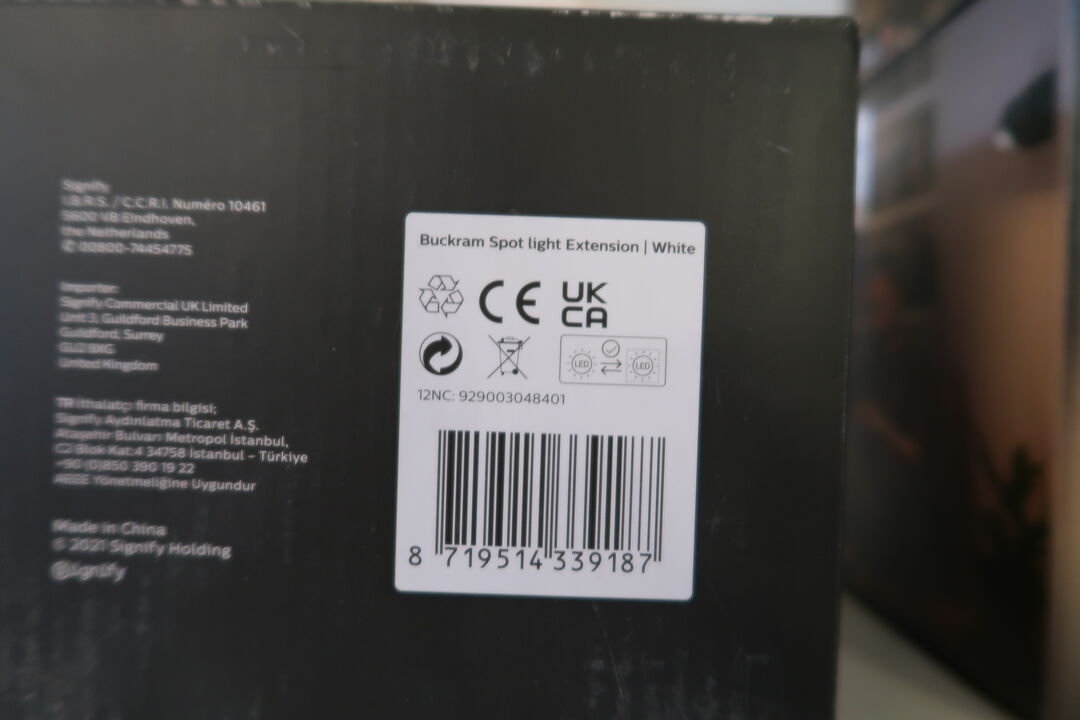 Signify
I.B.R.S. / C.C.R.I. Numéro 10461
5600 VB Eindhoven,
the Netherlands
✆ 00800-74454775
Importer:
Signify Commercial UK Limited
Unit 3, Guildford Business Park
Guildford, Surrey
GU2 8XG
United Kingdom
TR ithalatçı firma bilgisi;
Signify Aydınlatma Ticaret A.Ş.
Ataşehir Bulvarı Metropol İstanbul,
C2 Blok Kat:4 34758 İstanbul – Türkiye
+90 (0)850 390 19 22
AEEE Yönetmeliğine Uygundur
Made in China
© 2021 Signify Holding
Signify
Buckram Spot light Extension | White
CE
UK
CA
LED LED
12NC: 929003048401
8 719514 339187